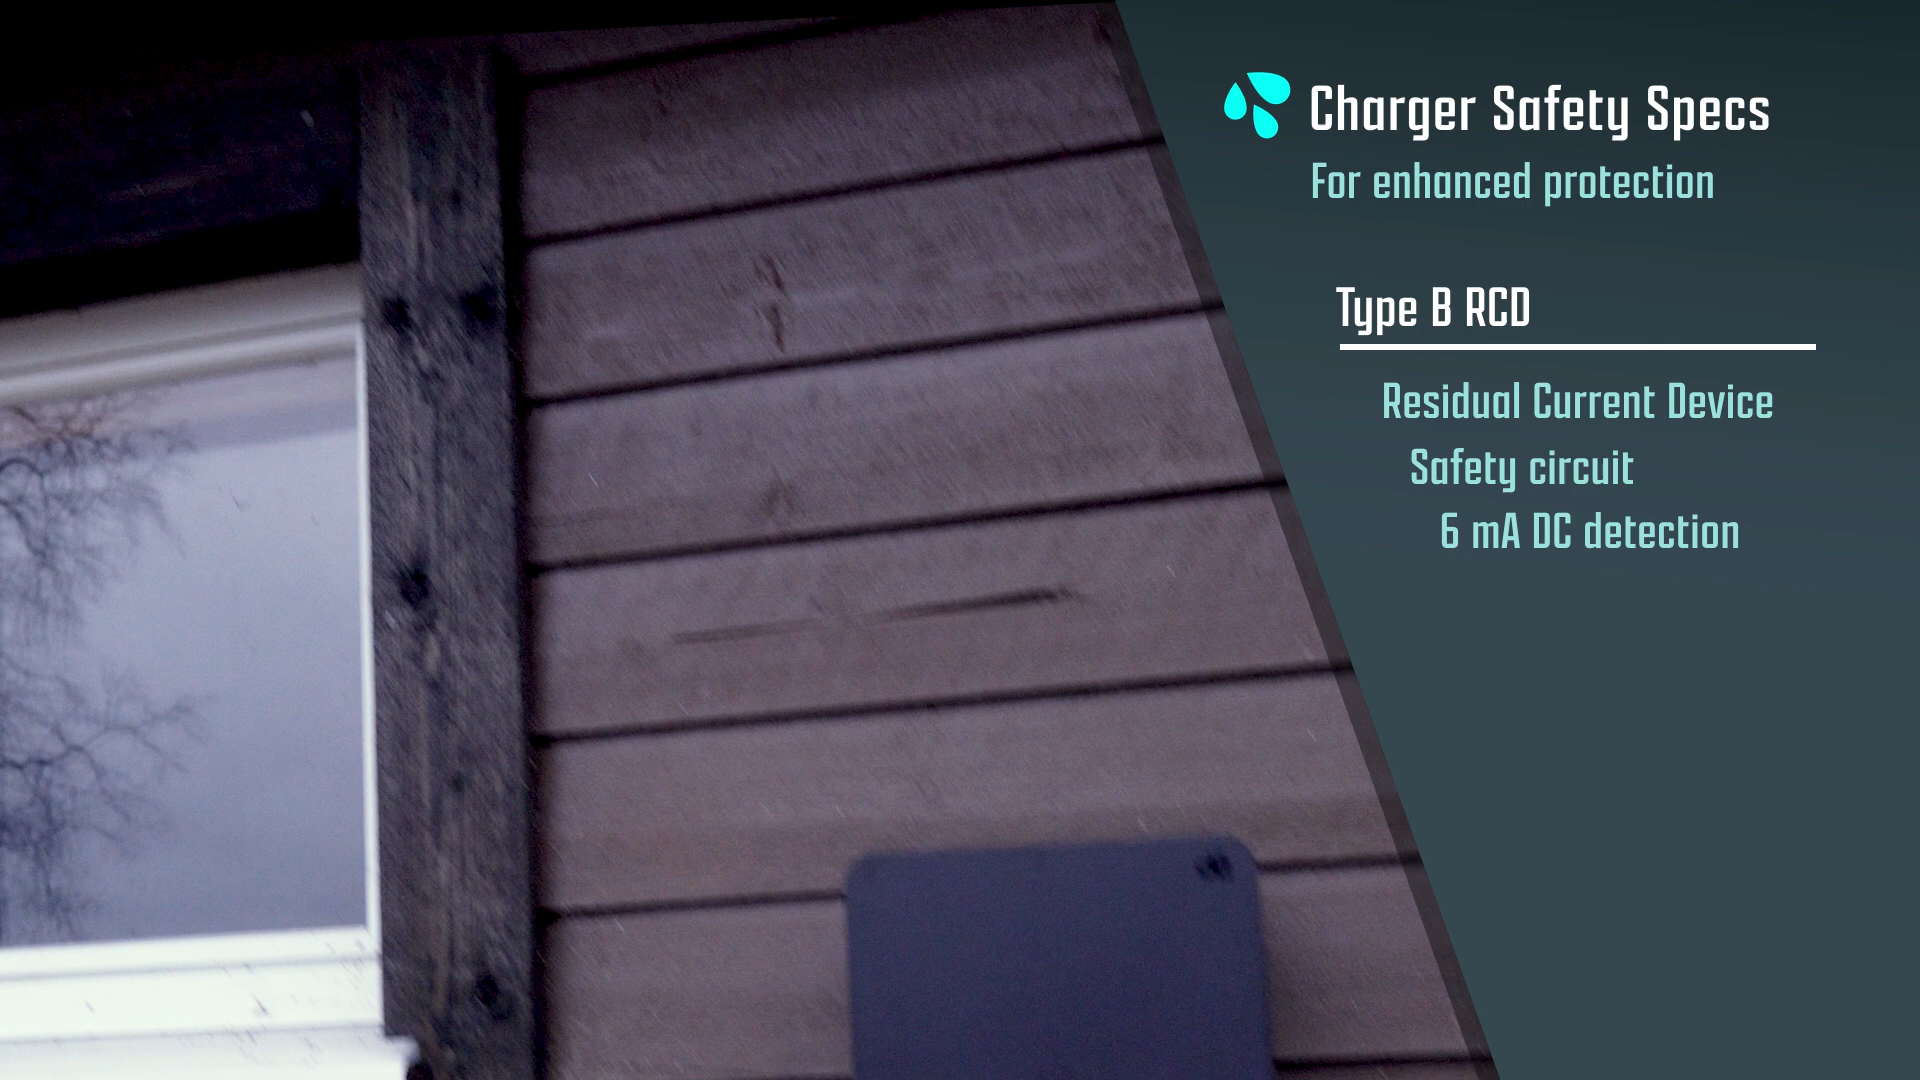 Charger Safety Specs
For enhanced protection
Type B RCD
Residual Current Device
Safety circuit
6 mA DC detection